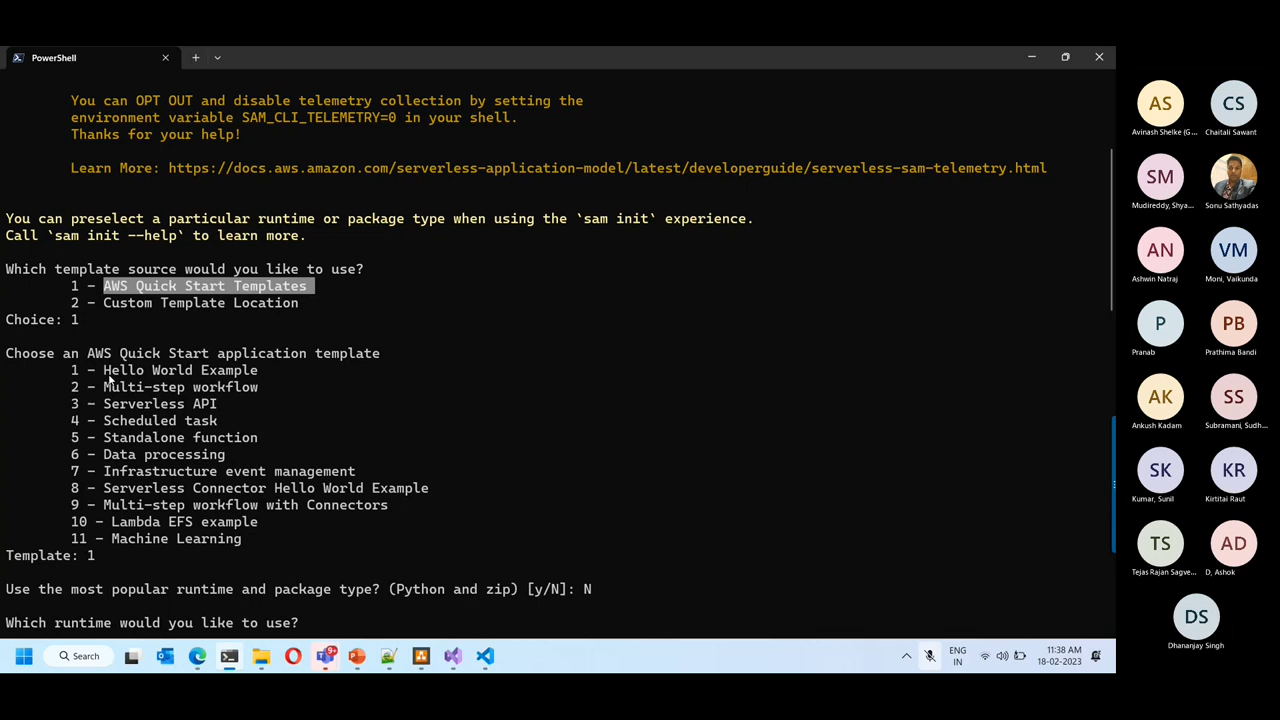 PowerShell
You can OPT OUT and disable telemetry collection by setting the
environment variable SAM_CLI_TELEMETRY=0 in your shell.
Thanks for your help!
Learn More: https://docs.aws.amazon.com/serverless-application-model/latest/developerguide/serverless-sam-telemetry.html
You can preselect a particular runtime or package type when using the `sam init` experience.
Call `sam init --help` to learn more.
Which template source would you like to use?
1 - AWS Quick Start Templates
2 - Custom Template Location
Choice: 1
Choose an AWS Quick Start application template
1 - Hello World Example
2 - Multi-step workflow
3 - Serverless API
4 - Scheduled task
5 - Standalone function
6 - Data processing
7 - Infrastructure event management
8 - Serverless Connector Hello World Example
9 - Multi-step workflow with Connectors
10 - Lambda EFS example
11 - Machine Learning
Template: 1
Use the most popular runtime and package type? (Python and zip) [y/N]: N
Which runtime would you like to use?
Search
9+
ENG
IN
11:38 AM
18-02-2023
AS
CS
Avinash Shelke (G...
Chaitali Sawant
SM
Mudireddy, Shya...
Sonu Sathyadas
AN
VM
Ashwin Natraj
Moni, Vaikunda
P
PB
Pranab
Prathima Bandi
AK
SS
Ankush Kadam
Subramani, Sudh...
SK
KR
Kumar, Sunil
Kirtitai Raut
TS
AD
Tejas Rajan Sagve...
D, Ashok
DS
Dhananjay Singh